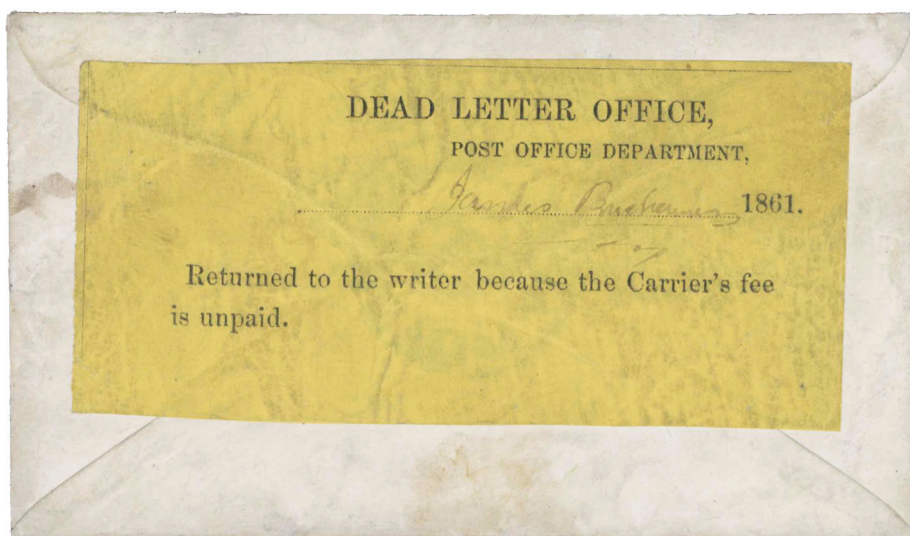 DEAD LETTER OFFICE,
POST OFFICE DEPARTMENT,
James Buchanan 1861.
Returned to the writer because the Carrier's fee
is unpaid.